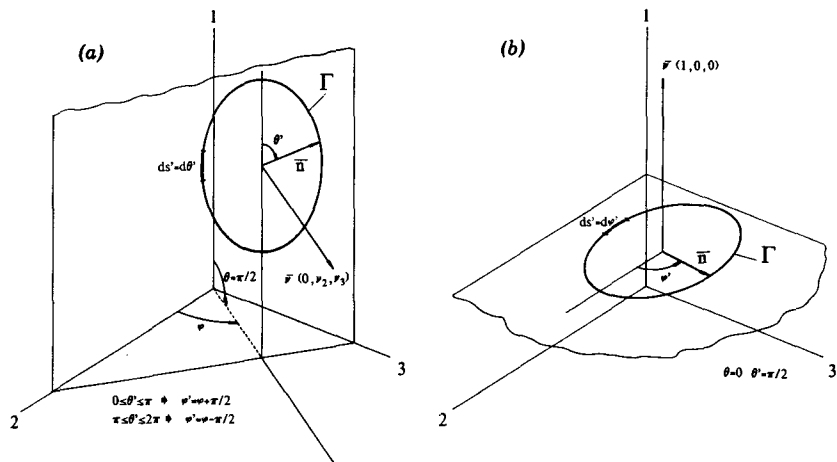 (a)
1
Γ
θ'
n̄
ds'=dθ'
ν̄ (0,ν₂,ν₃)
θ=π/2
φ
3
2
0≤θ'≤π ⇒ φ'=φ+π/2
π≤θ'≤2π ⇒ φ'=φ-π/2
(b)
1
ν̄ (1,0,0)
ds'=dφ'
n̄
Γ
φ'
θ=0 θ'=π/2
3
2